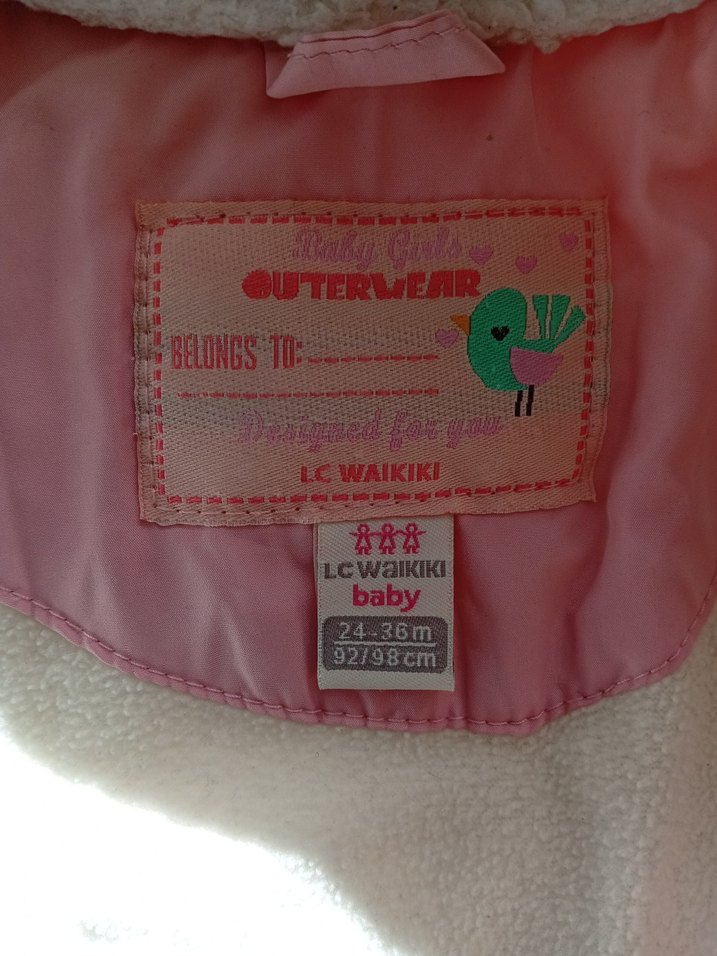 Baby Girls
OUTERWEAR
BELONGS TO:
Designed for you
LC WAIKIKI
LC WAIKIKI
baby
24-36m
92/98cm